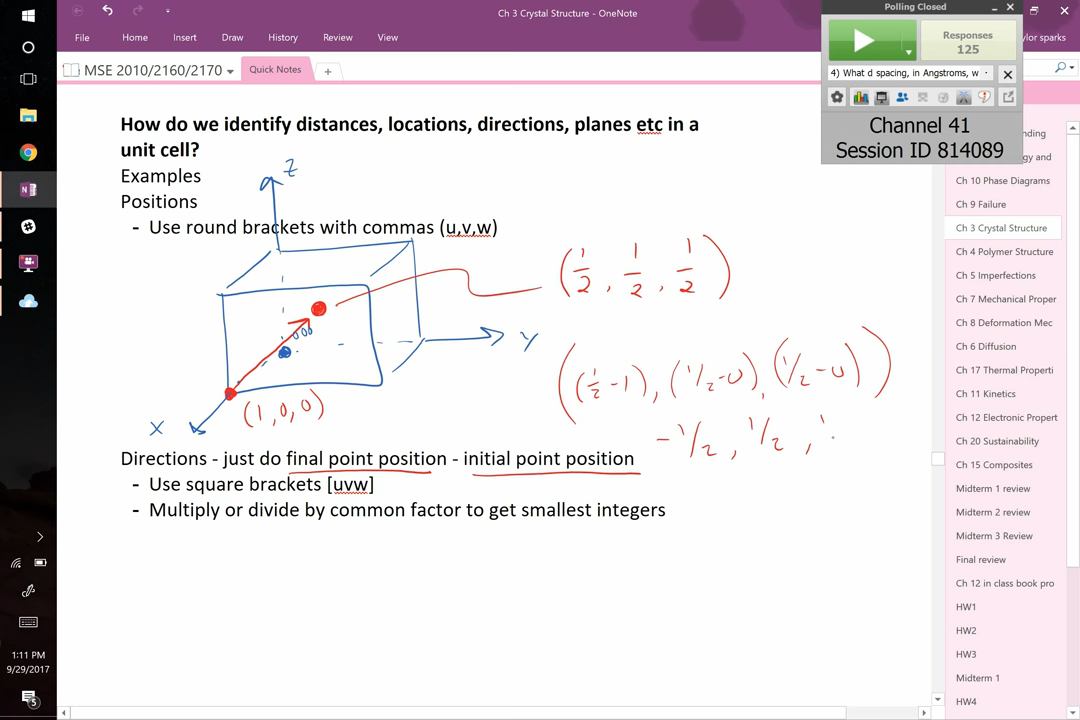 Ch 3 Crystal Structure - OneNote
Polling Closed
Responses
125
4) What d spacing, in Angstroms, w
Channel 41
Session ID 814089
File Home Insert Draw History Review View
MSE 2010/2160/2170
Quick Notes
How do we identify distances, locations, directions, planes etc in a
unit cell?
Examples
Positions
- Use round brackets with commas (u,v,w)
Z
(1/2, 1/2, 1/2)
000
Y
((1/2-1), (1/2-0), (1/2-0))
(1,0,0)
X
-1/2, 1/2,
Directions - just do final point position - initial point position
- Use square brackets [uvw]
- Multiply or divide by common factor to get smallest integers
Ch 10 Phase Diagrams
Ch 9 Failure
Ch 3 Crystal Structure
Ch 4 Polymer Structure
Ch 5 Imperfections
Ch 7 Mechanical Proper
Ch 8 Deformation Mec
Ch 6 Diffusion
Ch 17 Thermal Properti
Ch 11 Kinetics
Ch 12 Electronic Propert
Ch 20 Sustainability
Ch 15 Composites
Midterm 1 review
Midterm 2 review
Midterm 3 Review
Final review
Ch 12 in class book pro
HW1
HW2
HW3
Midterm 1
HW4
1:11 PM
9/29/2017
5